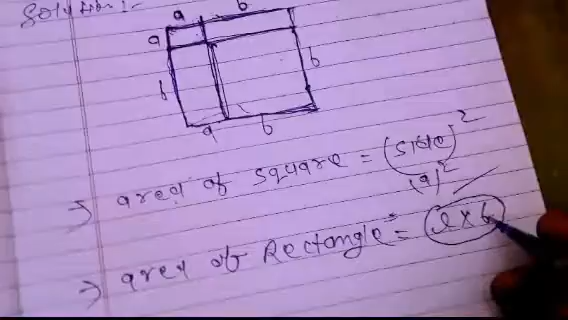 Solution:-
a b
a
b b
a b
⇒ area of square = (side)²
(a)²
⇒ area of Rectangle = l × b